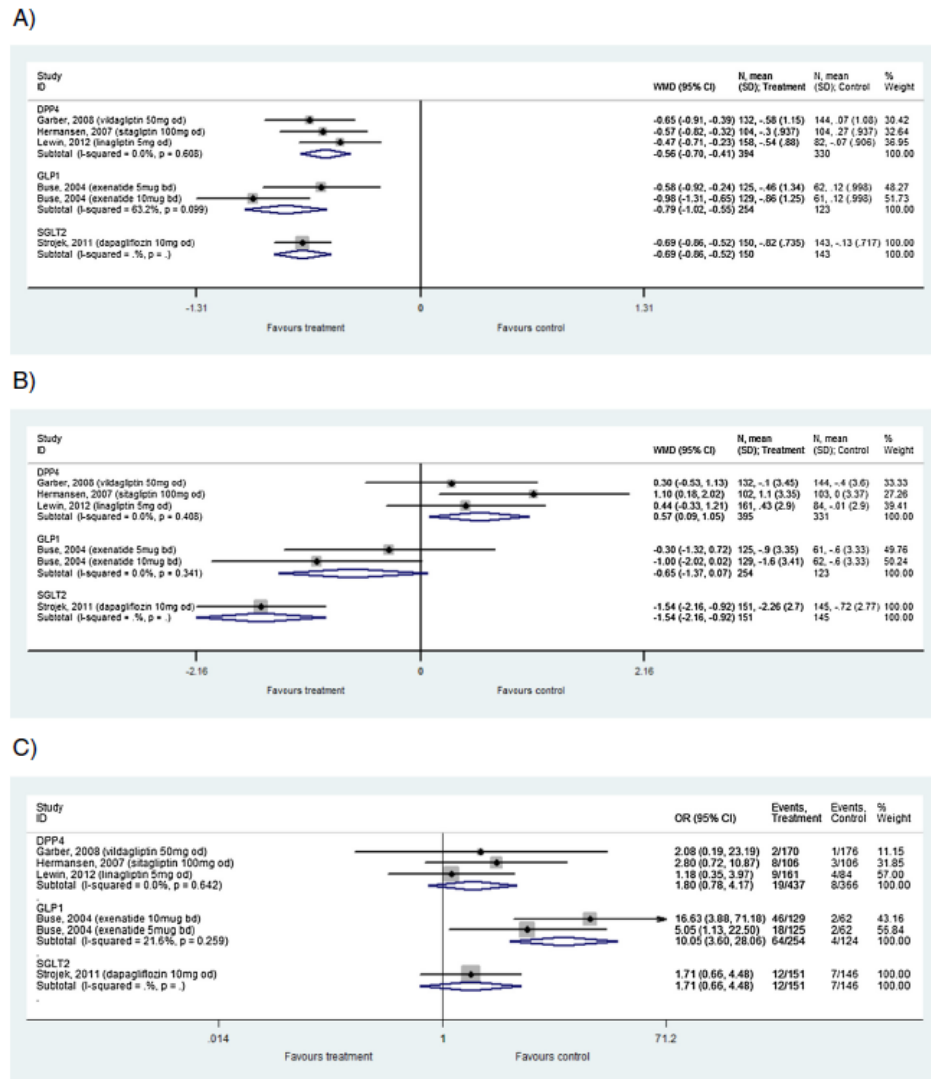 A)
Study ID WMD (95% CI) N, mean (SD); Treatment N, mean (SD); Control % Weight
DPP4
Garber, 2008 (vildagliptin 50mg od) -0.65 (-0.91, -0.39) 132, -.58 (1.15) 144, .07 (1.08) 30.42
Hermansen, 2007 (sitagliptin 100mg od) -0.57 (-0.82, -0.32) 104, -.3 (.937) 104, .27 (.937) 32.64
Lewin, 2012 (linagliptin 5mg od) -0.47 (-0.71, -0.23) 158, -.54 (.88) 82, -.07 (.906) 36.95
Subtotal (I-squared = 0.0%, p = 0.608) -0.56 (-0.70, -0.41) 394 330 100.00
GLP1
Buse, 2004 (exenatide 5mug bd) -0.58 (-0.92, -0.24) 125, -.46 (1.34) 62, .12 (.998) 48.27
Buse, 2004 (exenatide 10mug bd) -0.98 (-1.31, -0.65) 129, -.86 (1.25) 61, .12 (.998) 51.73
Subtotal (I-squared = 63.2%, p = 0.099) -0.79 (-1.02, -0.55) 254 123 100.00
SGLT2
Strojek, 2011 (dapagliflozin 10mg od) -0.69 (-0.86, -0.52) 150, -.82 (.735) 143, -.13 (.717) 100.00
Subtotal (I-squared = .%, p = .) -0.69 (-0.86, -0.52) 150 143 100.00
-1.31 0 1.31
Favours treatment Favours control
B)
Study ID WMD (95% CI) N, mean (SD); Treatment N, mean (SD); Control % Weight
DPP4
Garber, 2008 (vildagliptin 50mg od) 0.30 (-0.53, 1.13) 132, -.1 (3.45) 144, -.4 (3.6) 33.33
Hermansen, 2007 (sitagliptin 100mg od) 1.10 (0.18, 2.02) 102, 1.1 (3.35) 103, 0 (3.37) 27.26
Lewin, 2012 (linagliptin 5mg od) 0.44 (-0.33, 1.21) 161, .43 (2.9) 84, -.01 (2.9) 39.41
Subtotal (I-squared = 0.0%, p = 0.408) 0.57 (0.09, 1.05) 395 331 100.00
GLP1
Buse, 2004 (exenatide 5mug bd) -0.30 (-1.32, 0.72) 125, -.9 (3.35) 61, -.6 (3.33) 49.76
Buse, 2004 (exenatide 10mug bd) -1.00 (-2.02, 0.02) 129, -1.6 (3.41) 62, -.6 (3.33) 50.24
Subtotal (I-squared = 0.0%, p = 0.341) -0.65 (-1.37, 0.07) 254 123 100.00
SGLT2
Strojek, 2011 (dapagliflozin 10mg od) -1.54 (-2.16, -0.92) 151, -2.26 (2.7) 145, -.72 (2.77) 100.00
Subtotal (I-squared = .%, p = .) -1.54 (-2.16, -0.92) 151 145 100.00
-2.16 0 2.16
Favours treatment Favours control
C)
Study ID OR (95% CI) Events, Treatment Events, Control % Weight
DPP4
Garber, 2008 (vildagliptin 50mg od) 2.08 (0.19, 23.19) 2/170 1/176 11.15
Hermansen, 2007 (sitagliptin 100mg od) 2.80 (0.72, 10.87) 8/106 3/106 31.85
Lewin, 2012 (linagliptin 5mg od) 1.18 (0.35, 3.97) 9/161 4/84 57.00
Subtotal (I-squared = 0.0%, p = 0.642) 1.80 (0.78, 4.17) 19/437 8/366 100.00
.
GLP1
Buse, 2004 (exenatide 10mug bd) 16.63 (3.88, 71.18) 46/129 2/62 43.16
Buse, 2004 (exenatide 5mug bd) 5.05 (1.13, 22.50) 18/125 2/62 56.84
Subtotal (I-squared = 21.6%, p = 0.259) 10.05 (3.60, 28.06) 64/254 4/124 100.00
.
SGLT2
Strojek, 2011 (dapagliflozin 10mg od) 1.71 (0.66, 4.48) 12/151 7/146 100.00
Subtotal (I-squared = .%, p = .) 1.71 (0.66, 4.48) 12/151 7/146 100.00
.
.014 1 71.2
Favours treatment Favours control